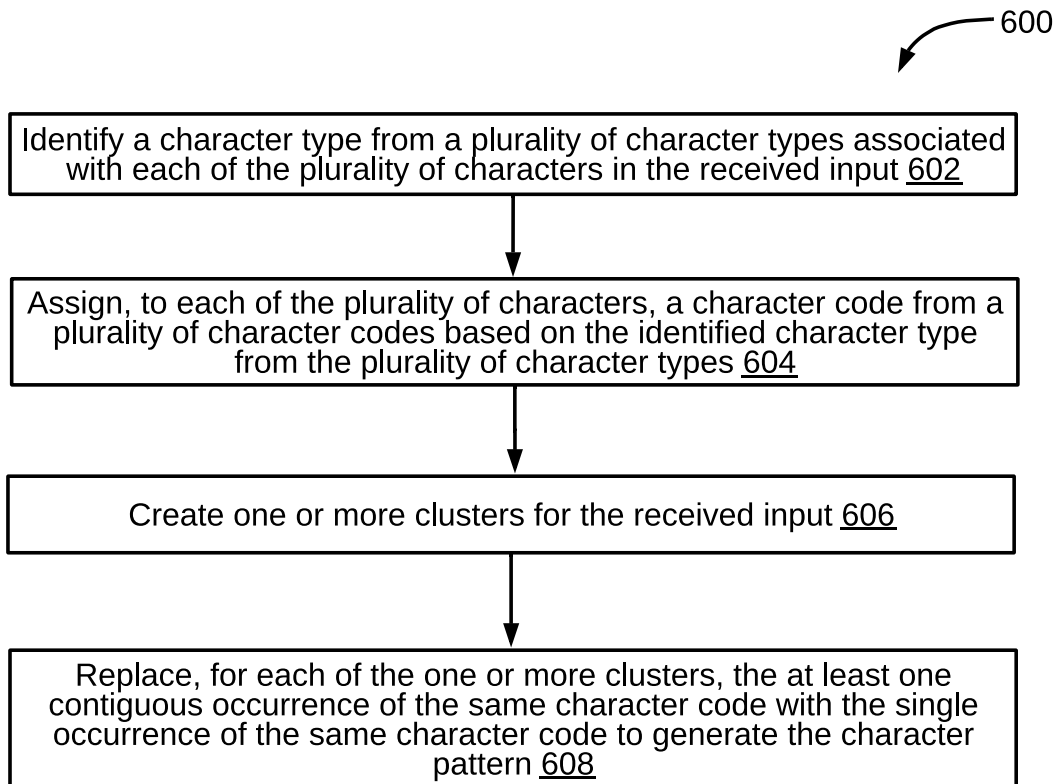 600
Identify a character type from a plurality of character types associated
with each of the plurality of characters in the received input 602
Assign, to each of the plurality of characters, a character code from a
plurality of character codes based on the identified character type
from the plurality of character types 604
Create one or more clusters for the received input 606
Replace, for each of the one or more clusters, the at least one
contiguous occurrence of the same character code with the single
occurrence of the same character code to generate the character
pattern 608